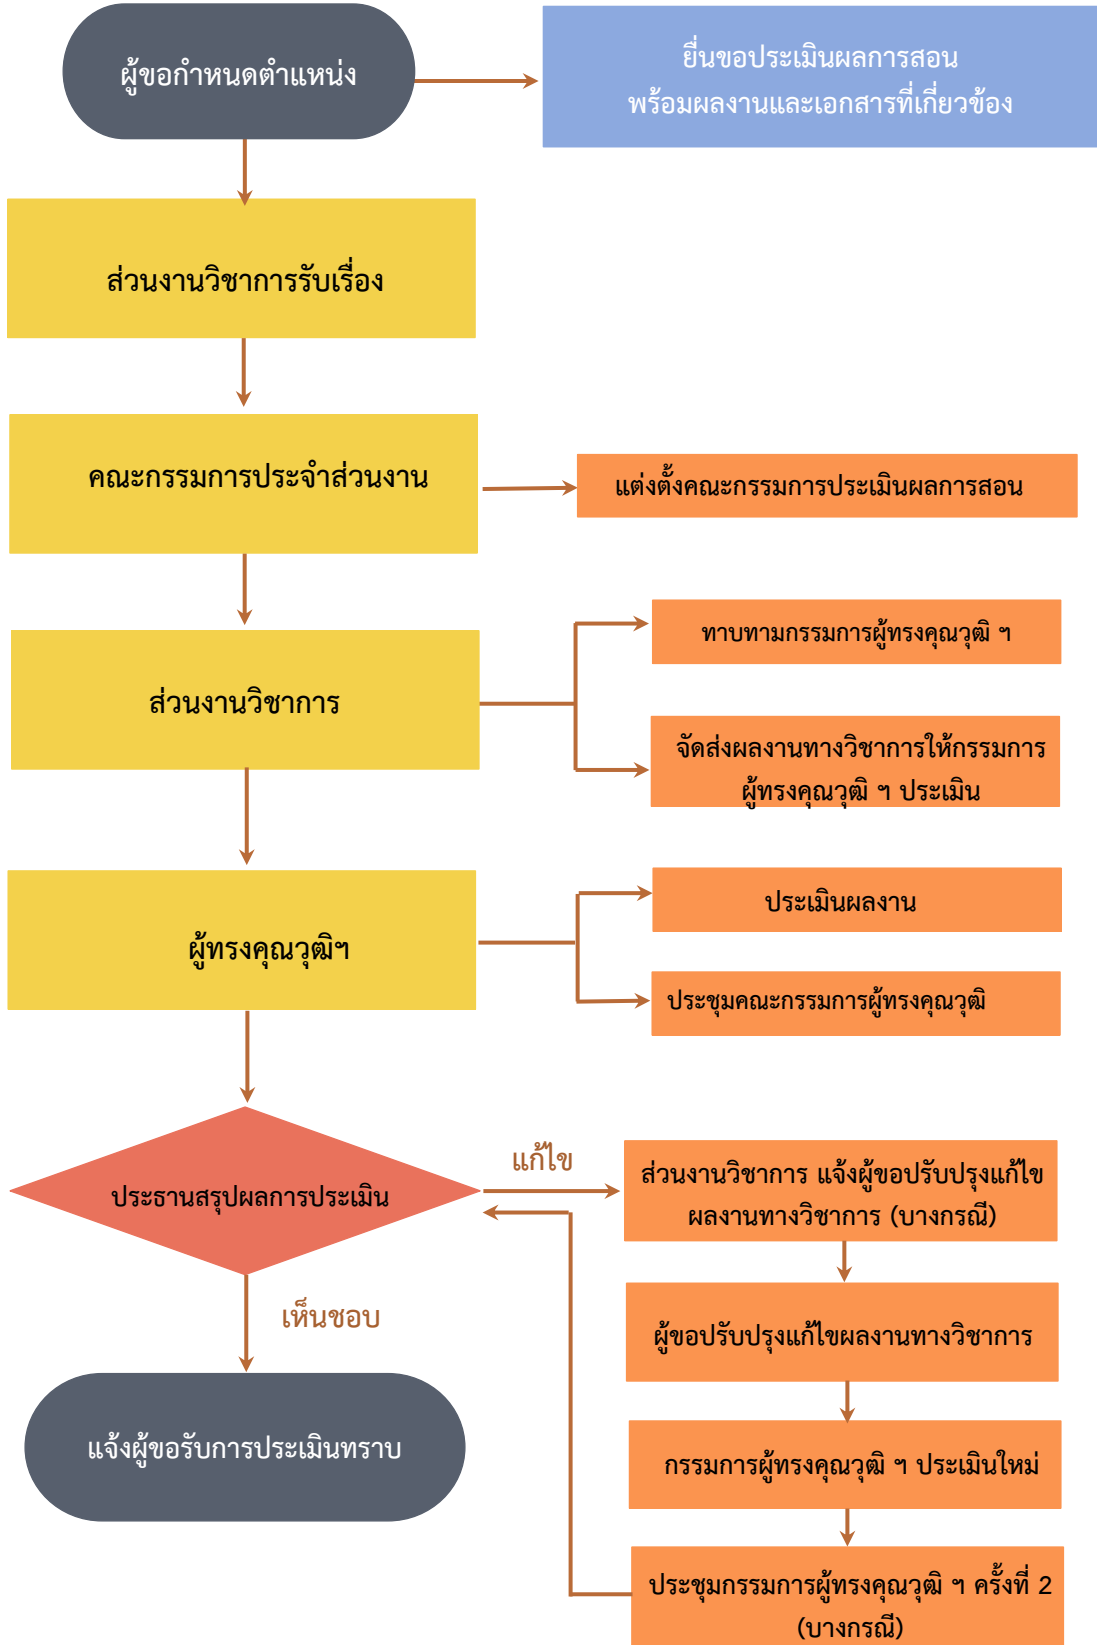 ผู้ขอกำหนดตำแหน่ง
ยื่นขอประเมินผลการสอน
พร้อมผลงานและเอกสารที่เกี่ยวข้อง
ส่วนงานวิชาการรับเรื่อง
คณะกรรมการประจำส่วนงาน
แต่งตั้งคณะกรรมการประเมินผลการสอน
ส่วนงานวิชาการ
ทาบทามกรรมการผู้ทรงคุณวุฒิ ฯ
จัดส่งผลงานทางวิชาการให้กรรมการ
ผู้ทรงคุณวุฒิ ฯ ประเมิน
ผู้ทรงคุณวุฒิฯ
ประเมินผลงาน
ประชุมคณะกรรมการผู้ทรงคุณวุฒิ
ประธานสรุปผลการประเมิน
แก้ไข
ส่วนงานวิชาการ แจ้งผู้ขอปรับปรุงแก้ไข
ผลงานทางวิชาการ (บางกรณี)
เห็นชอบ
ผู้ขอปรับปรุงแก้ไขผลงานทางวิชาการ
แจ้งผู้ขอรับการประเมินทราบ
กรรมการผู้ทรงคุณวุฒิ ฯ ประเมินใหม่
ประชุมกรรมการผู้ทรงคุณวุฒิ ฯ ครั้งที่ 2
(บางกรณี)